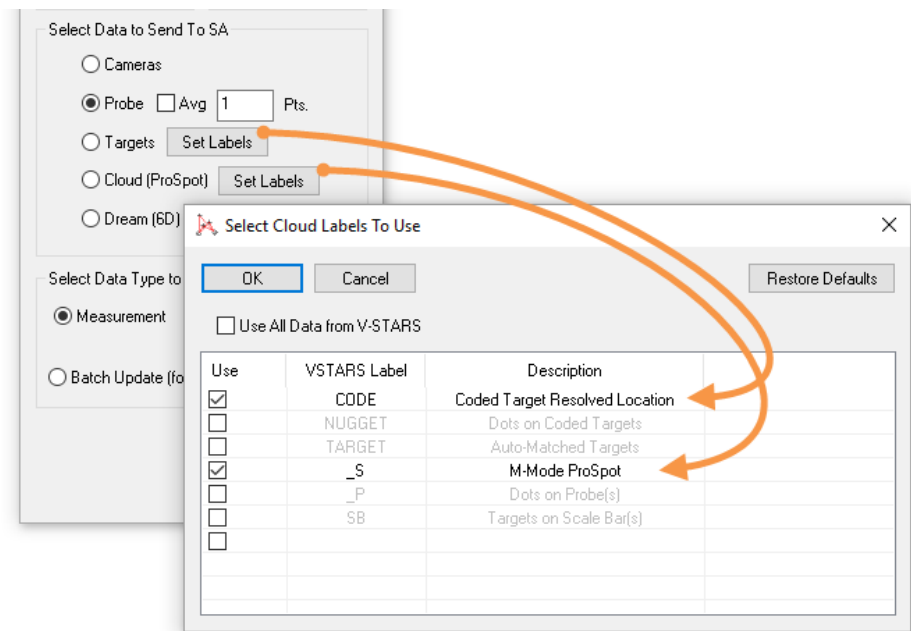 Select Data to Send To SA
Cameras
Probe Avg 1 Pts.
Targets Set Labels
Cloud (ProSpot) Set Labels
Dream (6D)
Select Data Type to
Measurement
Batch Update (fo
Select Cloud Labels To Use
OK Cancel Restore Defaults
Use All Data from V-STARS
Use VSTARS Label Description
CODE Coded Target Resolved Location
NUGGET Dots on Coded Targets
TARGET Auto-Matched Targets
_S M-Mode ProSpot
_P Dots on Probe(s)
SB Targets on Scale Bar(s)